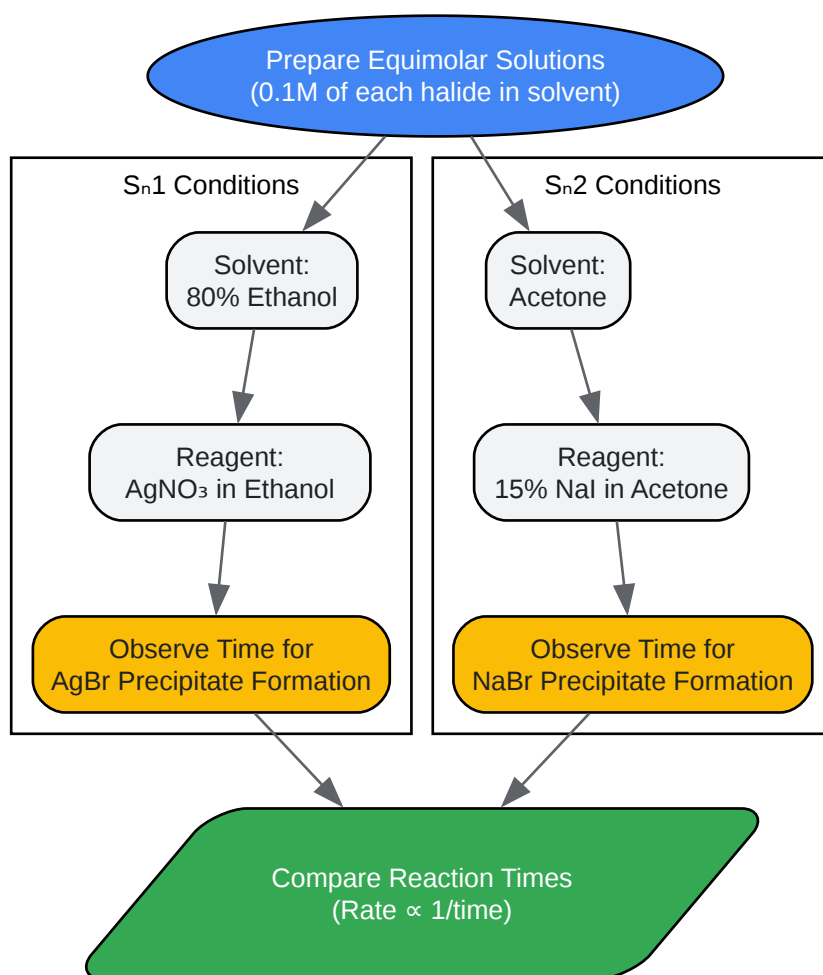 Prepare Equimolar Solutions
(0.1M of each halide in solvent)
Sₙ1 Conditions
Solvent:
80% Ethanol
Reagent:
AgNO₃ in Ethanol
Observe Time for
AgBr Precipitate Formation
Sₙ2 Conditions
Solvent:
Acetone
Reagent:
15% NaI in Acetone
Observe Time for
NaBr Precipitate Formation
Compare Reaction Times
(Rate ∝ 1/time)